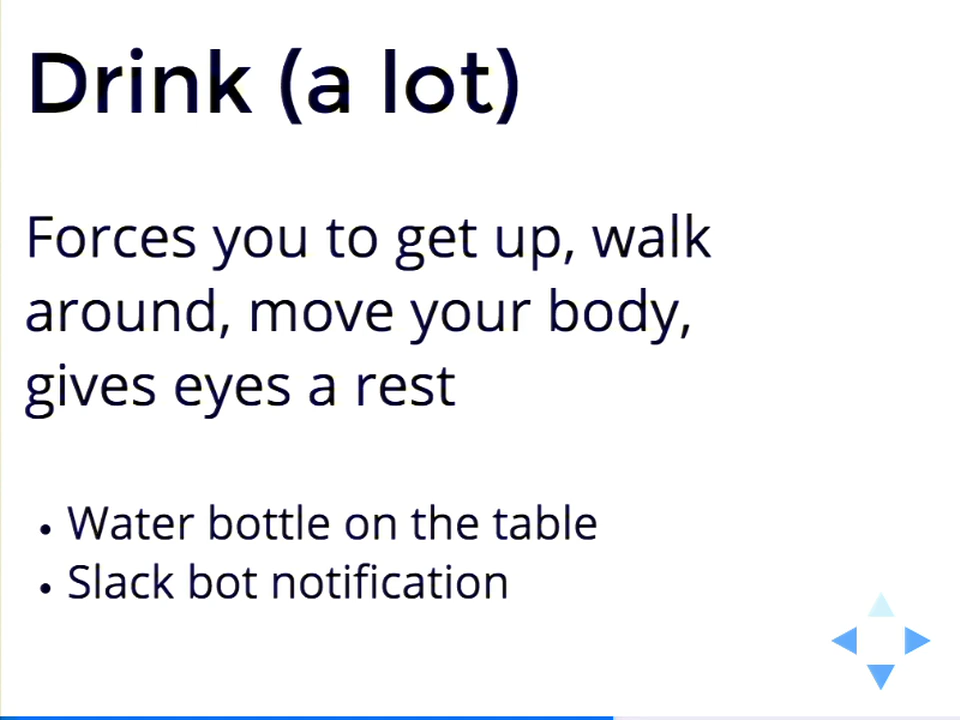 Drink (a lot)
Forces you to get up, walk
around, move your body,
gives eyes a rest
• Water bottle on the table
• Slack bot notification